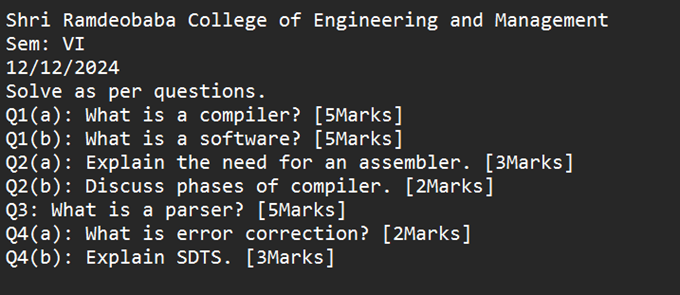 Shri Ramdeobaba College of Engineering and Management
Sem: VI
12/12/2024
Solve as per questions.
Q1(a): What is a compiler? [5Marks]
Q1(b): What is a software? [5Marks]
Q2(a): Explain the need for an assembler. [3Marks]
Q2(b): Discuss phases of compiler. [2Marks]
Q3: What is a parser? [5Marks]
Q4(a): What is error correction? [2Marks]
Q4(b): Explain SDTS. [3Marks]